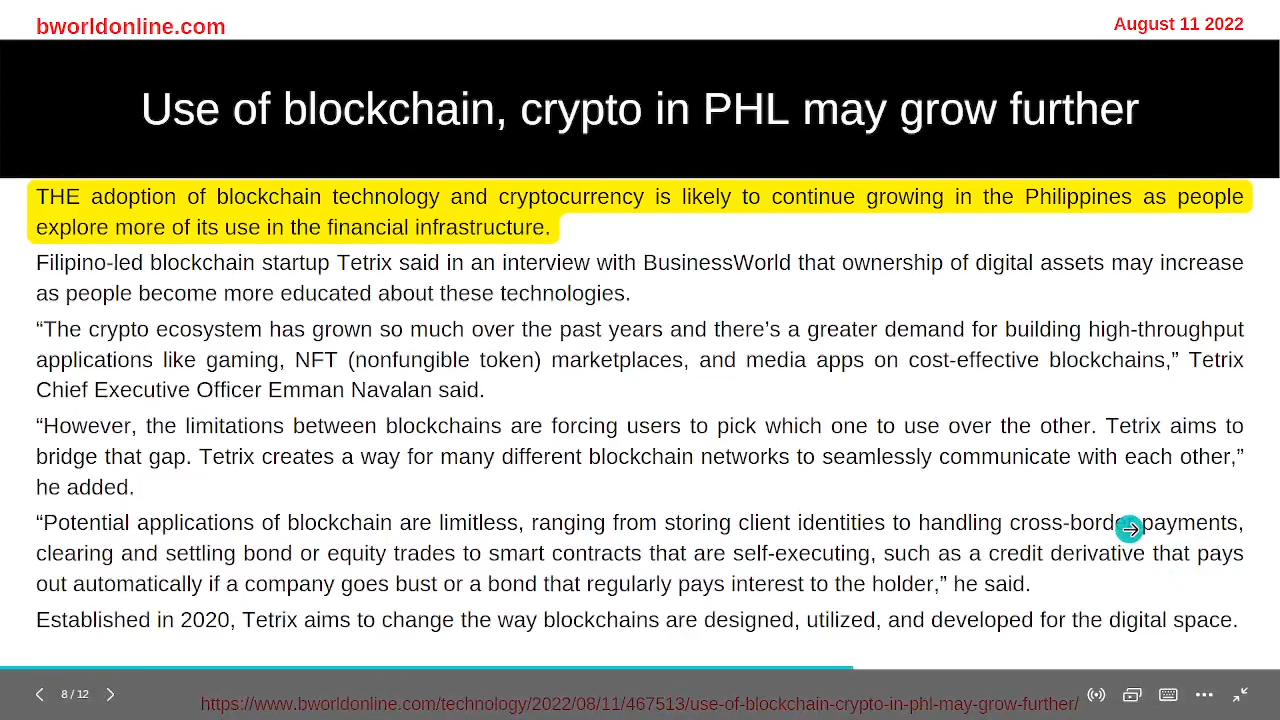 bworldonline.com
August 11 2022
Use of blockchain, crypto in PHL may grow further
THE adoption of blockchain technology and cryptocurrency is likely to continue growing in the Philippines as people
explore more of its use in the financial infrastructure.
Filipino-led blockchain startup Tetrix said in an interview with BusinessWorld that ownership of digital assets may increase
as people become more educated about these technologies.
“The crypto ecosystem has grown so much over the past years and there’s a greater demand for building high-throughput
applications like gaming, NFT (nonfungible token) marketplaces, and media apps on cost-effective blockchains,” Tetrix
Chief Executive Officer Emman Navalan said.
“However, the limitations between blockchains are forcing users to pick which one to use over the other. Tetrix aims to
bridge that gap. Tetrix creates a way for many different blockchain networks to seamlessly communicate with each other,”
he added.
“Potential applications of blockchain are limitless, ranging from storing client identities to handling cross-border payments,
clearing and settling bond or equity trades to smart contracts that are self-executing, such as a credit derivative that pays
out automatically if a company goes bust or a bond that regularly pays interest to the holder,” he said.
Established in 2020, Tetrix aims to change the way blockchains are designed, utilized, and developed for the digital space.
8 / 12
https://www.bworldonline.com/technology/2022/08/11/467513/use-of-blockchain-crypto-in-phl-may-grow-further/